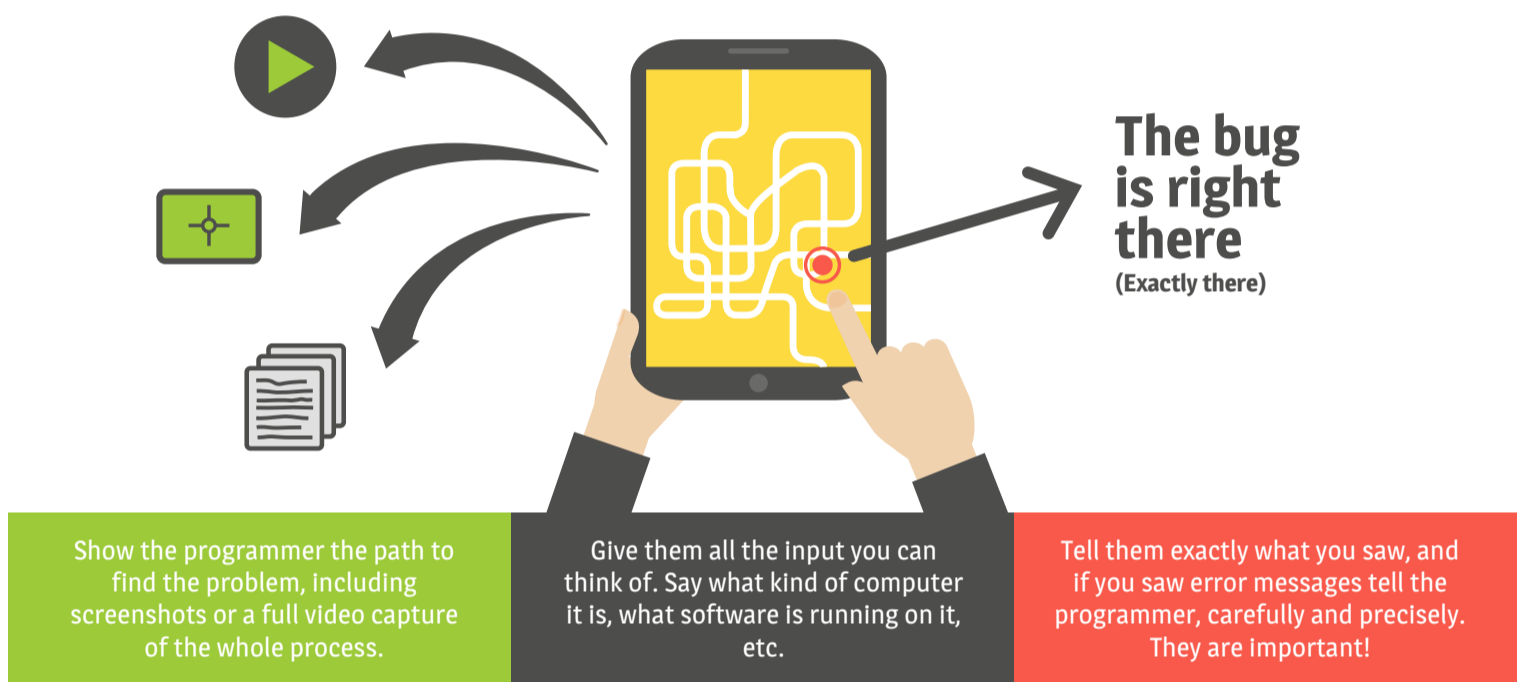 The bug
is right
there
(Exactly there)
Show the programmer the path to
find the problem, including
screenshots or a full video capture
of the whole process.
Give them all the input you can
think of. Say what kind of computer
it is, what software is running on it,
etc.
Tell them exactly what you saw, and
if you saw error messages tell the
programmer, carefully and precisely.
They are important!